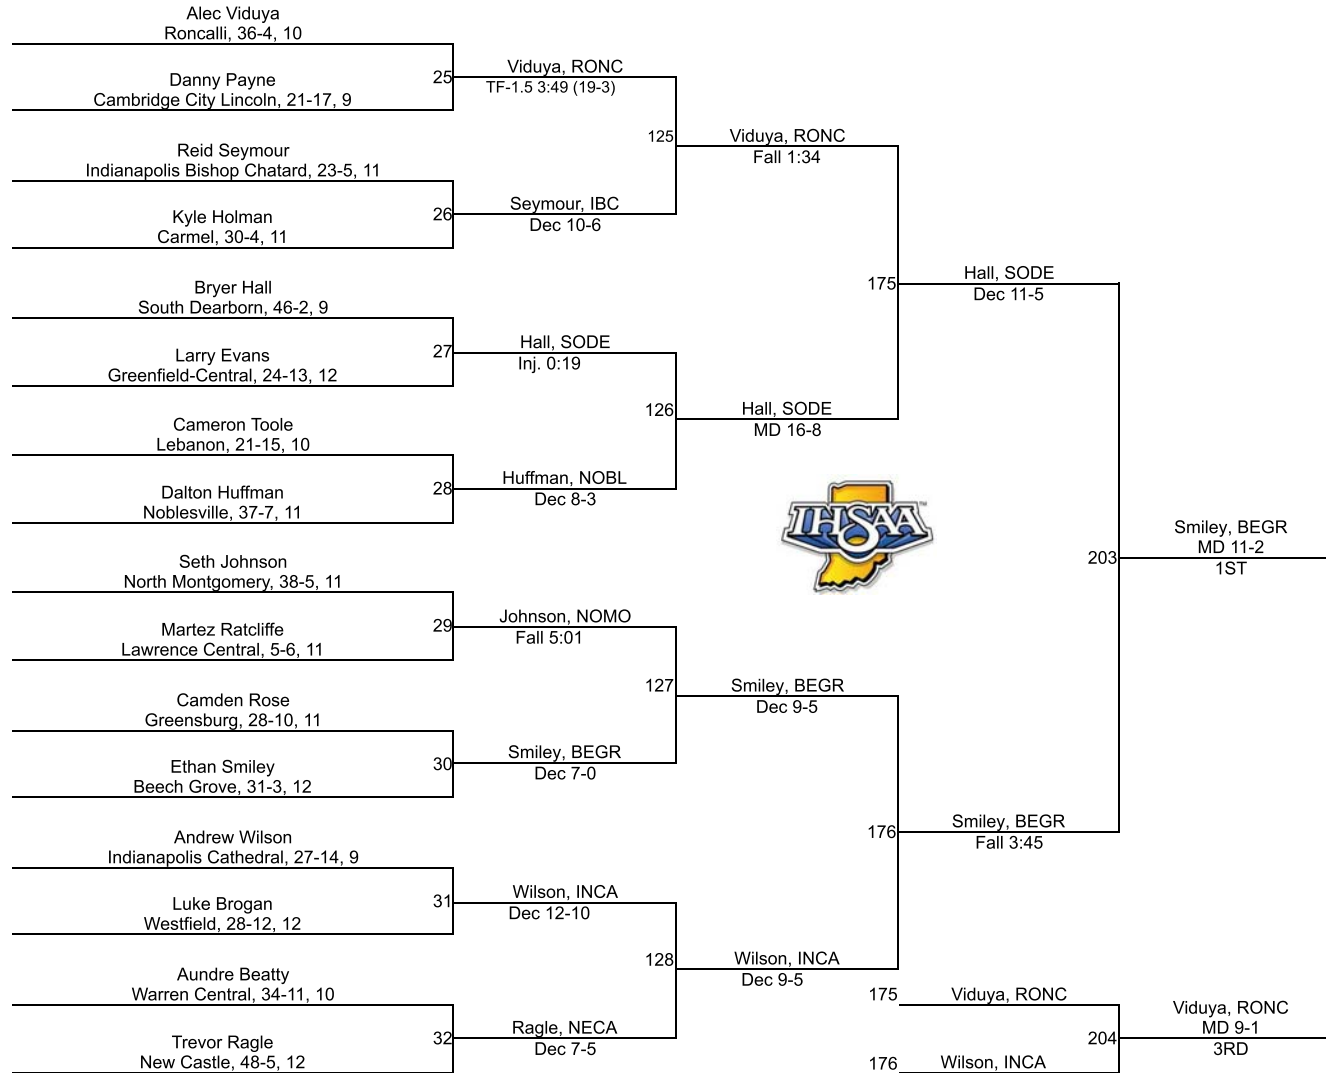 Alec Viduya
Roncalli, 36-4, 10
Danny Payne
Cambridge City Lincoln, 21-17, 9
25
Viduya, RONC
TF-1.5 3:49 (19-3)
Reid Seymour
Indianapolis Bishop Chatard, 23-5, 11
Kyle Holman
Carmel, 30-4, 11
26
Seymour, IBC
Dec 10-6
125
Viduya, RONC
Fall 1:34
Bryer Hall
South Dearborn, 46-2, 9
Larry Evans
Greenfield-Central, 24-13, 12
27
Hall, SODE
Inj. 0:19
Cameron Toole
Lebanon, 21-15, 10
Dalton Huffman
Noblesville, 37-7, 11
28
Huffman, NOBL
Dec 8-3
126
Hall, SODE
MD 16-8
175
Hall, SODE
Dec 11-5
IHSAA
TM
Seth Johnson
North Montgomery, 38-5, 11
Martez Ratcliffe
Lawrence Central, 5-6, 11
29
Johnson, NOMO
Fall 5:01
Camden Rose
Greensburg, 28-10, 11
Ethan Smiley
Beech Grove, 31-3, 12
30
Smiley, BEGR
Dec 7-0
127
Smiley, BEGR
Dec 9-5
Andrew Wilson
Indianapolis Cathedral, 27-14, 9
Luke Brogan
Westfield, 28-12, 12
31
Wilson, INCA
Dec 12-10
Aundre Beatty
Warren Central, 34-11, 10
Trevor Ragle
New Castle, 48-5, 12
32
Ragle, NECA
Dec 7-5
128
Wilson, INCA
Dec 9-5
176
Smiley, BEGR
Fall 3:45
203
Smiley, BEGR
MD 11-2
1ST
175
Viduya, RONC
176
Wilson, INCA
204
Viduya, RONC
MD 9-1
3RD